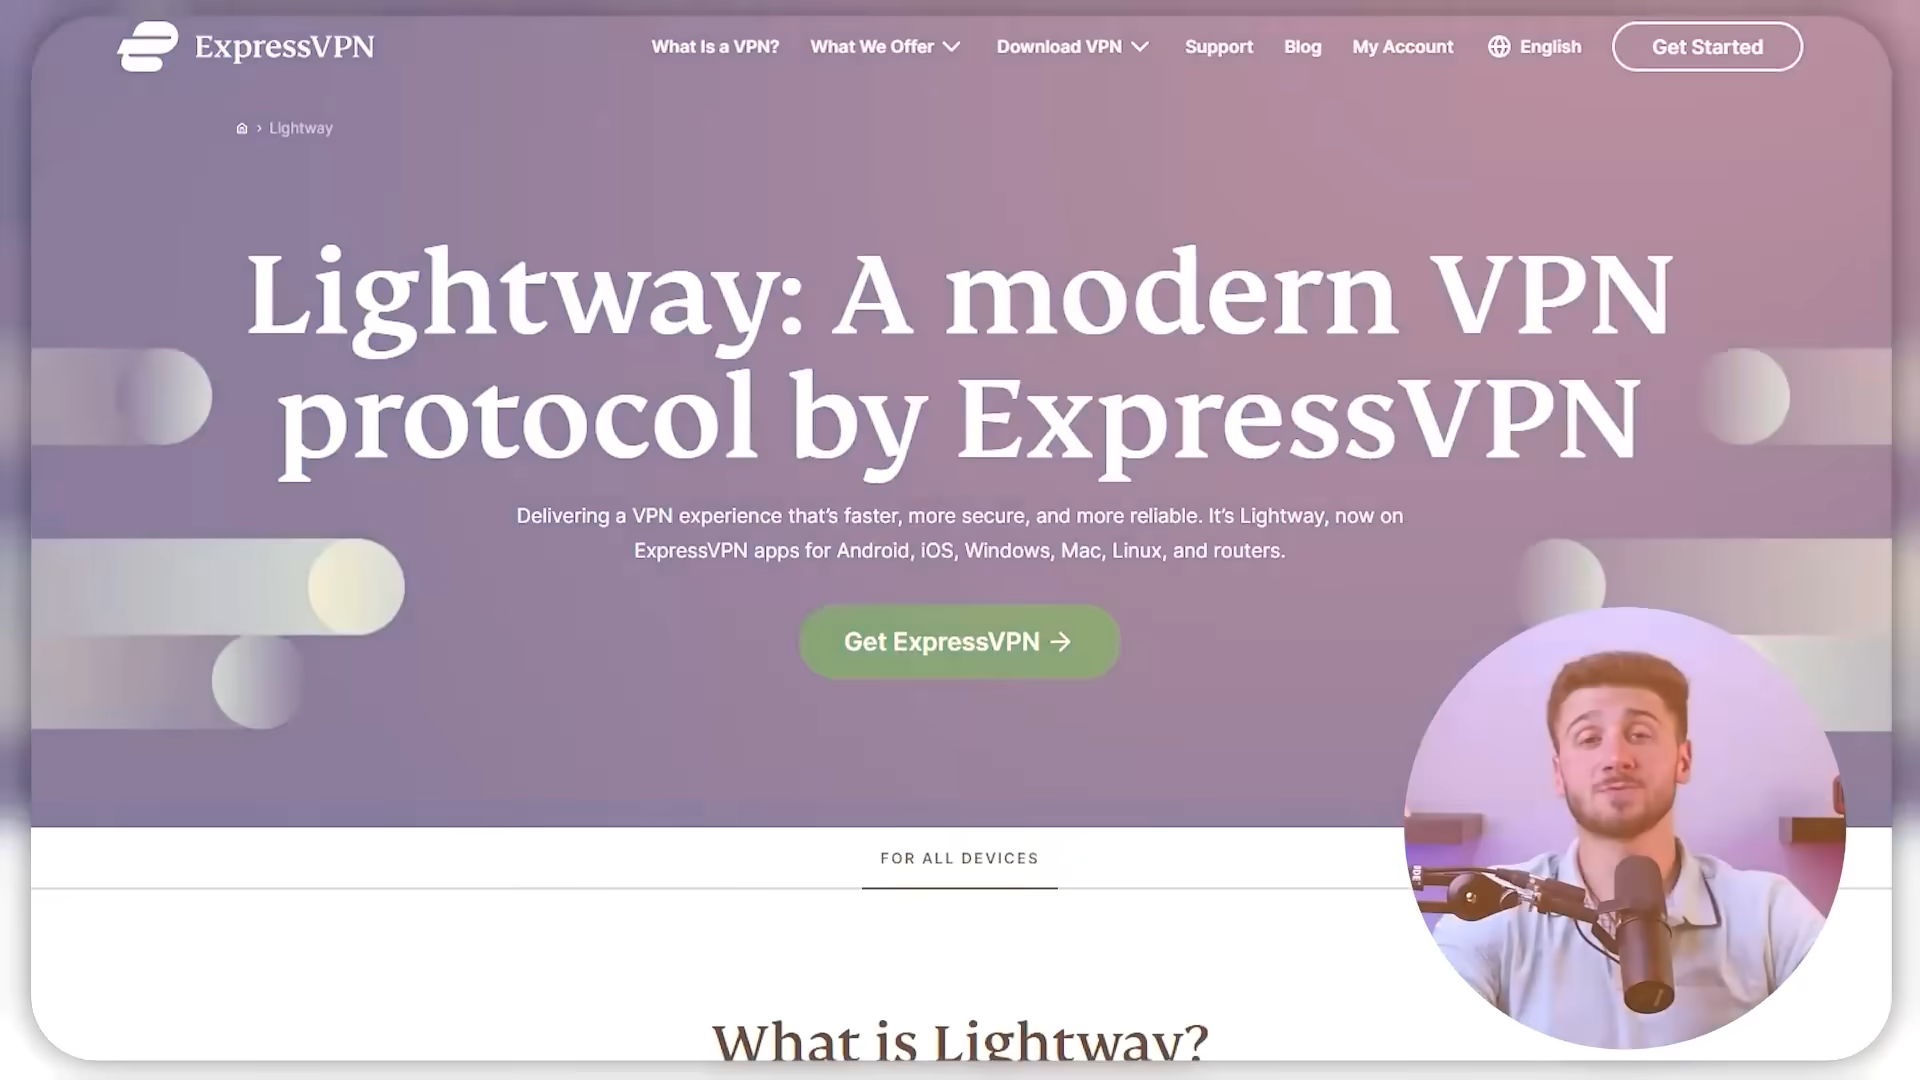 ExpressVPN
What Is a VPN? What We Offer Download VPN Support Blog My Account English Get Started
Lightway
Lightway: A modern VPN
protocol by ExpressVPN
Delivering a VPN experience that’s faster, more secure, and more reliable. It’s Lightway, now on
ExpressVPN apps for Android, iOS, Windows, Mac, Linux, and routers.
Get ExpressVPN →
FOR ALL DEVICES
What is Lightway?